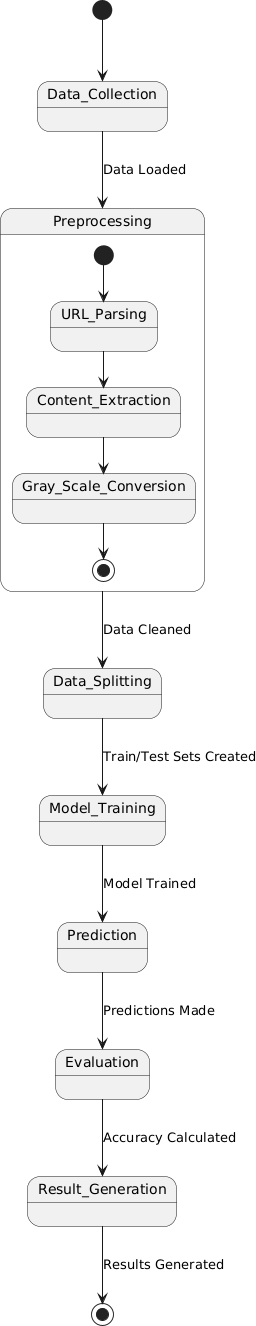 Data_Collection
Data Loaded
Preprocessing
URL_Parsing
Content_Extraction
Gray_Scale_Conversion
Data Cleaned
Data_Splitting
Train/Test Sets Created
Model_Training
Model Trained
Prediction
Predictions Made
Evaluation
Accuracy Calculated
Result_Generation
Results Generated